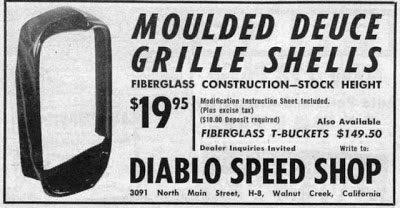 MOULDED DEUCE
GRILLE SHELLS
FIBERGLASS CONSTRUCTION—STOCK HEIGHT
$19.95
Modification Instruction Sheet Included.
(Plus excise tax)
($10.00 Deposit required)
Also Available
FIBERGLASS T-BUCKETS $149.50
Dealer Inquiries Invited
Write to:
DIABLO SPEED SHOP
3091 North Main Street, H-8, Walnut Creek, California